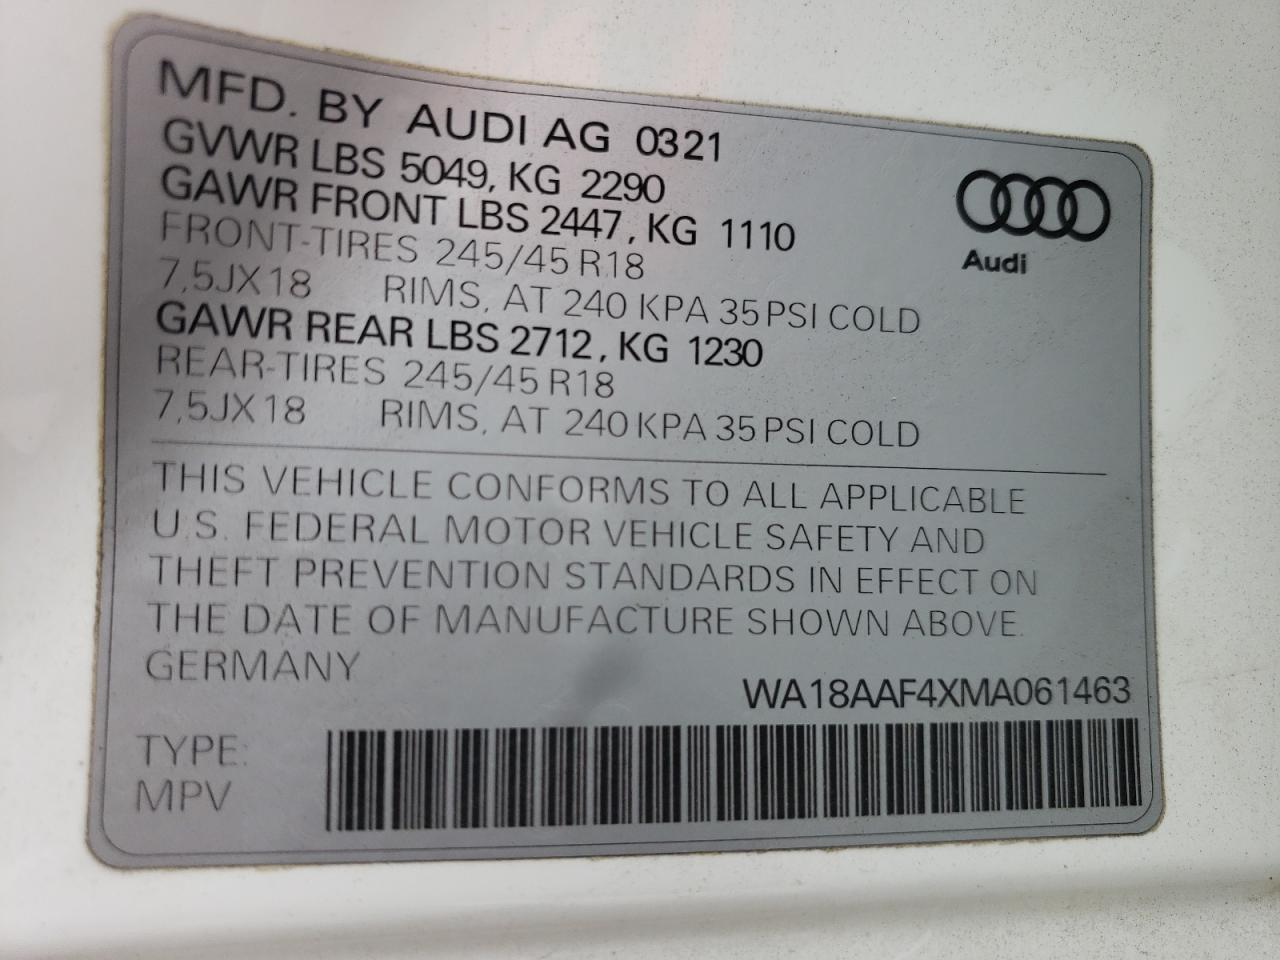 MFD. BY AUDI AG 0321
GVWR LBS 5049, KG 2290
GAWR FRONT LBS 2447, KG 1110
FRONT-TIRES 245/45 R18
7,5JX18 RIMS, AT 240 KPA 35 PSI COLD
GAWR REAR LBS 2712, KG 1230
REAR-TIRES 245/45 R18
7,5JX18 RIMS, AT 240 KPA 35 PSI COLD
Audi
THIS VEHICLE CONFORMS TO ALL APPLICABLE
U.S. FEDERAL MOTOR VEHICLE SAFETY AND
THEFT PREVENTION STANDARDS IN EFFECT ON
THE DATE OF MANUFACTURE SHOWN ABOVE.
GERMANY
WA18AAF4XMA061463
TYPE:
MPV